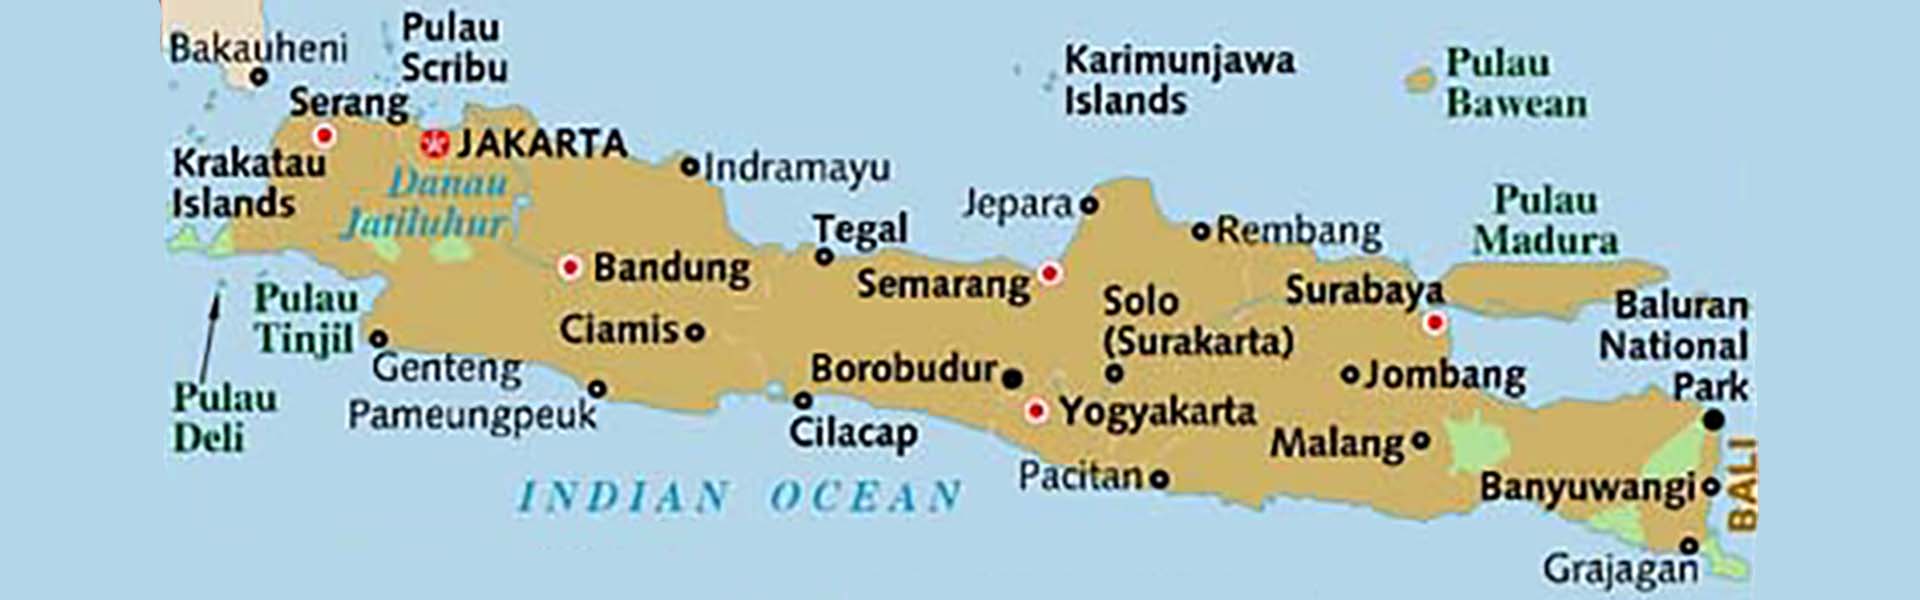 Bakauheni
Pulau
Scribu
Serang
JAKARTA
Krakatau
Islands
Danau
Jatiluhur
Indramayu
Karimunjawa
Islands
Pulau
Bawean
Jepara
Rembang
Pulau
Madura
Tegal
Bandung
Semarang
Surabaya
Pulau
Tinjil
Ciamis
Solo
(Surakarta)
Baluran
National
Park
Genteng
Borobudur
Jombang
Pulau
Deli
Pameungpeuk
Cilacap
Yogyakarta
Malang
Pacitan
Banyuwangi
BALI
INDIAN OCEAN
Grajagan